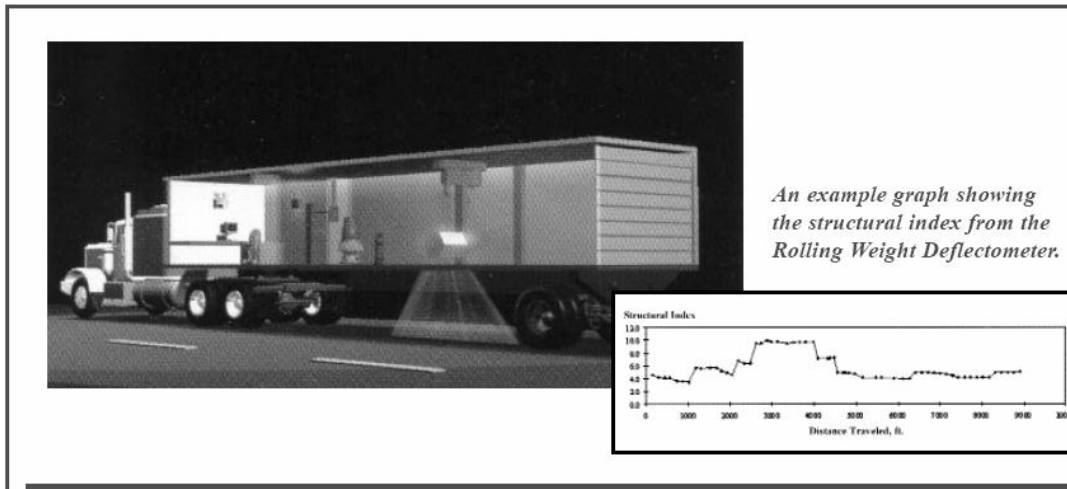 An example graph showing
the structural index from the
Rolling Weight Deflectometer.
Structural Index
12.0
10.0
8.0
6.0
4.0
2.0
0.0
0 1000 2000 3000 4000 5000 6000 7000 8000 9000
Distance Traveled, ft.